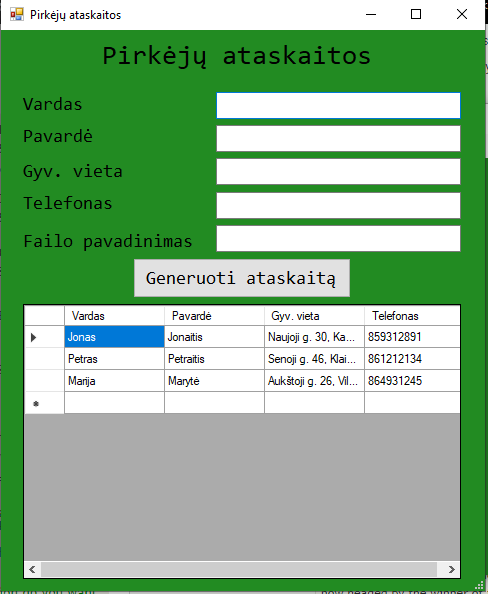 Pirkėjų ataskaitos
Pirkėjų ataskaitos
Vardas
Pavardė
Gyv. vieta
Telefonas
Failo pavadinimas
Generuoti ataskaitą
Vardas Pavardė Gyv. vieta Telefonas
Jonas Jonaitis Naujoji g. 30, Ka... 859312891
Petras Petraitis Senoji g. 46, Klai... 861212134
Marija Marytė Aukštoji g. 26, Vil... 864931245